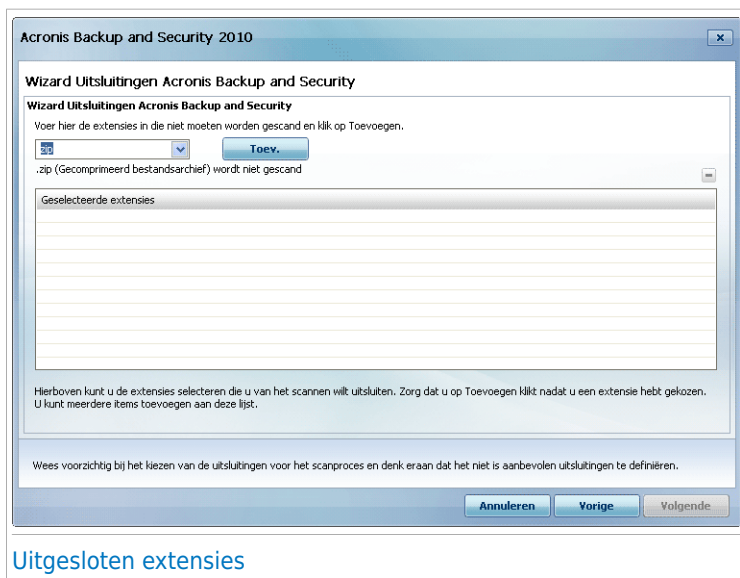 Acronis Backup and Security 2010
Wizard Uitsluitingen Acronis Backup and Security
Wizard Uitsluitingen Acronis Backup and Security
Voer hier de extensies in die niet moeten worden gescand en klik op Toevoegen.
zip
Toev.
.zip (Gecomprimeerd bestandsarchief) wordt niet gescand
Geselecteerde extensies
Hierboven kunt u de extensies selecteren die u van het scannen wilt uitsluiten. Zorg dat u op Toevoegen klikt nadat u een extensie hebt gekozen.
U kunt meerdere items toevoegen aan deze lijst.
Wees voorzichtig bij het kiezen van de uitsluitingen voor het scanproces en denk eraan dat het niet is aanbevolen uitsluitingen te definiëren.
Annuleren
Vorige
Volgende
Uitgesloten extensies